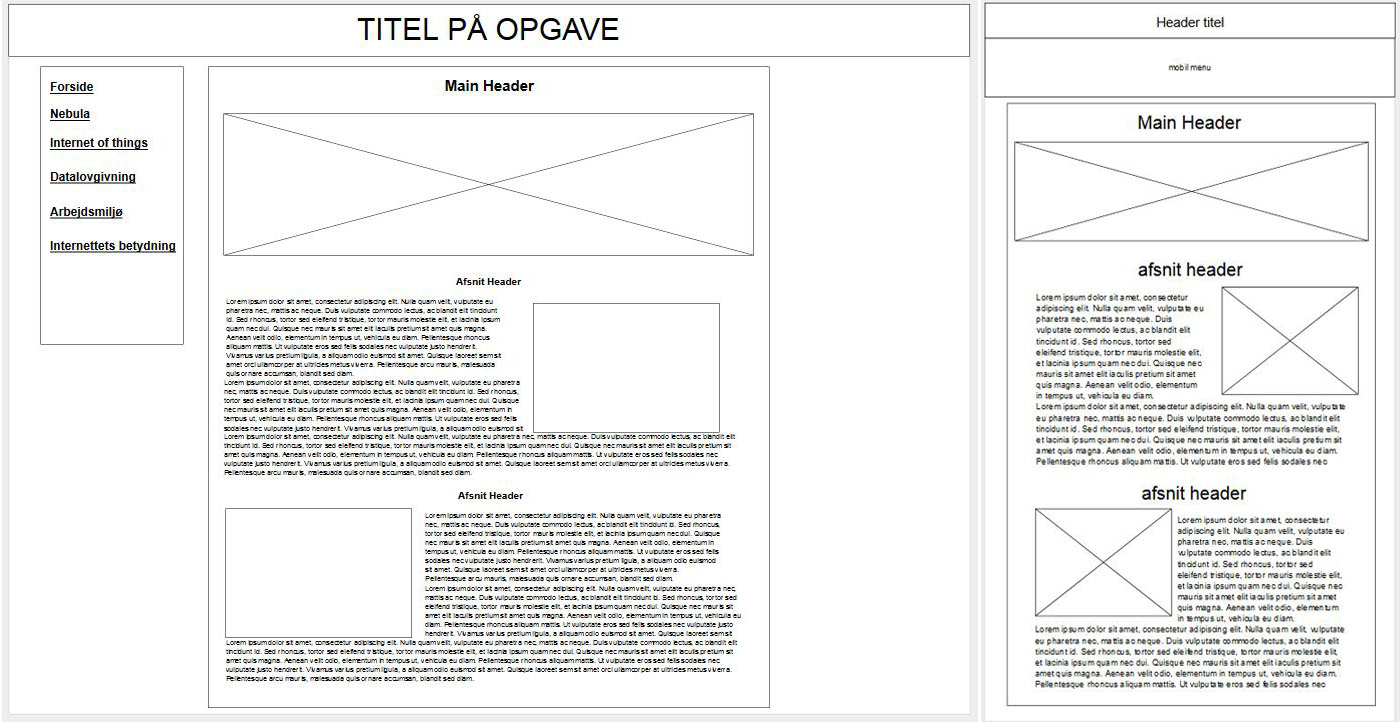 TITEL PÅ OPGAVE
Forside
Nebula
Internet of things
Datalovgivning
Arbejdsmiljø
Internettets betydning
Main Header
Afsnit Header
Lorem ipsum dolor sit amet, consectetur adipiscing elit. Nulla quam velit, vulputate eu
pharetra nec, mattis ac neque. Duis vulputate commodo lectus, ac blandit elit tincidunt
id. Sed rhoncus, tortor sed eleifend tristique, tortor mauris molestie elit, et lacinia ipsum
quam nec dui. Quisque nec mauris sit amet elit iaculis pretium sit amet quis magna.
Aenean velit odio, elementum in tempus ut, vehicula eu diam. Pellentesque rhoncus
aliquam mattis. Ut vulputate eros sed felis sodales nec vulputate justo hendrerit.
Vivamus varius pretium ligula, a aliquam odio euismod sit amet. Quisque laoreet sem sit
amet orci ullamcorper at ultricies metus viverra. Pellentesque arcu mauris, malesuada
quis ornare accumsan, blandit sed diam.
Lorem ipsum dolor sit amet, consectetur adipiscing elit. Nulla quam velit, vulputate eu pharetra
nec, mattis ac neque. Duis vulputate commodo lectus, ac blandit elit tincidunt id. Sed rhoncus,
tortor sed eleifend tristique, tortor mauris molestie elit, et lacinia ipsum quam nec dui. Quisque
nec mauris sit amet elit iaculis pretium sit amet quis magna. Aenean velit odio, elementum in
tempus ut, vehicula eu diam. Pellentesque rhoncus aliquam mattis. Ut vulputate eros sed felis
sodales nec vulputate justo hendrerit. Vivamus varius pretium ligula, a aliquam odio euismod sit
Lorem ipsum dolor sit amet, consectetur adipiscing elit. Nulla quam velit, vulputate eu pharetra nec, mattis ac neque. Duis vulputate commodo lectus, ac blandit elit
tincidunt id. Sed rhoncus, tortor sed eleifend tristique, tortor mauris molestie elit, et lacinia ipsum quam nec dui. Quisque nec mauris sit amet elit iaculis pretium sit
amet quis magna. Aenean velit odio, elementum in tempus ut, vehicula eu diam. Pellentesque rhoncus aliquam mattis. Ut vulputate eros sed felis sodales nec
vulputate justo hendrerit. Vivamus varius pretium ligula, a aliquam odio euismod sit amet. Quisque laoreet sem sit amet orci ullamcorper at ultricies metus viverra.
Pellentesque arcu mauris, malesuada quis ornare accumsan, blandit sed diam.
Afsnit Header
Lorem ipsum dolor sit amet, consectetur adipiscing elit. Nulla quam velit, vulputate eu pharetra
nec, mattis ac neque. Duis vulputate commodo lectus, ac blandit elit tincidunt id. Sed rhoncus,
tortor sed eleifend tristique, tortor mauris molestie elit, et lacinia ipsum quam nec dui. Quisque
nec mauris sit amet elit iaculis pretium sit amet quis magna. Aenean velit odio, elementum in
tempus ut, vehicula eu diam. Pellentesque rhoncus aliquam mattis. Ut vulputate eros sed felis
sodales nec vulputate justo hendrerit. Vivamus varius pretium ligula, a aliquam odio euismod
sit amet. Quisque laoreet sem sit amet orci ullamcorper at ultricies metus viverra.
Pellentesque arcu mauris, malesuada quis ornare accumsan, blandit sed diam.
Lorem ipsum dolor sit amet, consectetur adipiscing elit. Nulla quam velit, vulputate eu pharetra nec,
mattis ac neque. Duis vulputate commodo lectus, ac blandit elit tincidunt id. Sed rhoncus, tortor sed
eleifend tristique, tortor mauris molestie elit, et lacinia ipsum quam nec dui. Quisque nec mauris sit
amet elit iaculis pretium sit amet quis magna. Aenean velit odio, elementum in tempus ut, vehicula eu
diam. Pellentesque rhoncus aliquam mattis. Ut vulputate eros sed felis sodales nec vulputate justo
hendrerit. Vivamus varius pretium ligula, a aliquam odio euismod sit amet. Quisque laoreet sem sit
Lorem ipsum dolor sit amet, consectetur adipiscing elit. Nulla quam velit, vulputate eu pharetra nec, mattis ac neque. Duis vulputate commodo lectus, ac blandit elit
tincidunt id. Sed rhoncus, tortor sed eleifend tristique, tortor mauris molestie elit, et lacinia ipsum quam nec dui. Quisque nec mauris sit amet elit iaculis pretium sit
amet quis magna. Aenean velit odio, elementum in tempus ut, vehicula eu diam. Pellentesque rhoncus aliquam mattis. Ut vulputate eros sed felis sodales nec
vulputate justo hendrerit. Vivamus varius pretium ligula, a aliquam odio euismod sit amet. Quisque laoreet sem sit amet orci ullamcorper at ultricies metus viverra.
Pellentesque arcu mauris, malesuada quis ornare accumsan, blandit sed diam.
Header titel
mobil menu
Main Header
afsnit header
Lorem ipsum dolor sit amet, consectetur
adipiscing elit. Nulla quam velit, vulputate eu
pharetra nec, mattis ac neque. Duis
vulputate commodo lectus, ac blandit elit
tincidunt id. Sed rhoncus, tortor sed
eleifend tristique, tortor mauris molestie elit,
et lacinia ipsum quam nec dui. Quisque nec
mauris sit amet elit iaculis pretium sit amet
quis magna. Aenean velit odio, elementum
in tempus ut, vehicula eu diam.
Lorem ipsum dolor sit amet, consectetur adipiscing elit. Nulla quam velit, vulputate
eu pharetra nec, mattis ac neque. Duis vulputate commodo lectus, ac blandit elit
tincidunt id. Sed rhoncus, tortor sed eleifend tristique, tortor mauris molestie elit,
et lacinia ipsum quam nec dui. Quisque nec mauris sit amet elit iaculis pretium sit
amet quis magna. Aenean velit odio, elementum in tempus ut, vehicula eu diam.
Pellentesque rhoncus aliquam mattis. Ut vulputate eros sed felis sodales nec
afsnit header
Lorem ipsum dolor sit amet, consectetur
adipiscing elit. Nulla quam velit, vulputate eu
pharetra nec, mattis ac neque. Duis
vulputate commodo lectus, ac blandit elit
tincidunt id. Sed rhoncus, tortor sed
eleifend tristique, tortor mauris molestie elit,
et lacinia ipsum quam nec dui. Quisque nec
mauris sit amet elit iaculis pretium sit amet
quis magna. Aenean velit odio, elementum
in tempus ut, vehicula eu diam.
Lorem ipsum dolor sit amet, consectetur adipiscing elit. Nulla quam velit, vulputate
eu pharetra nec, mattis ac neque. Duis vulputate commodo lectus, ac blandit elit
tincidunt id. Sed rhoncus, tortor sed eleifend tristique, tortor mauris molestie elit,
et lacinia ipsum quam nec dui. Quisque nec mauris sit amet elit iaculis pretium sit
amet quis magna. Aenean velit odio, elementum in tempus ut, vehicula eu diam.
Pellentesque rhoncus aliquam mattis. Ut vulputate eros sed felis sodales nec